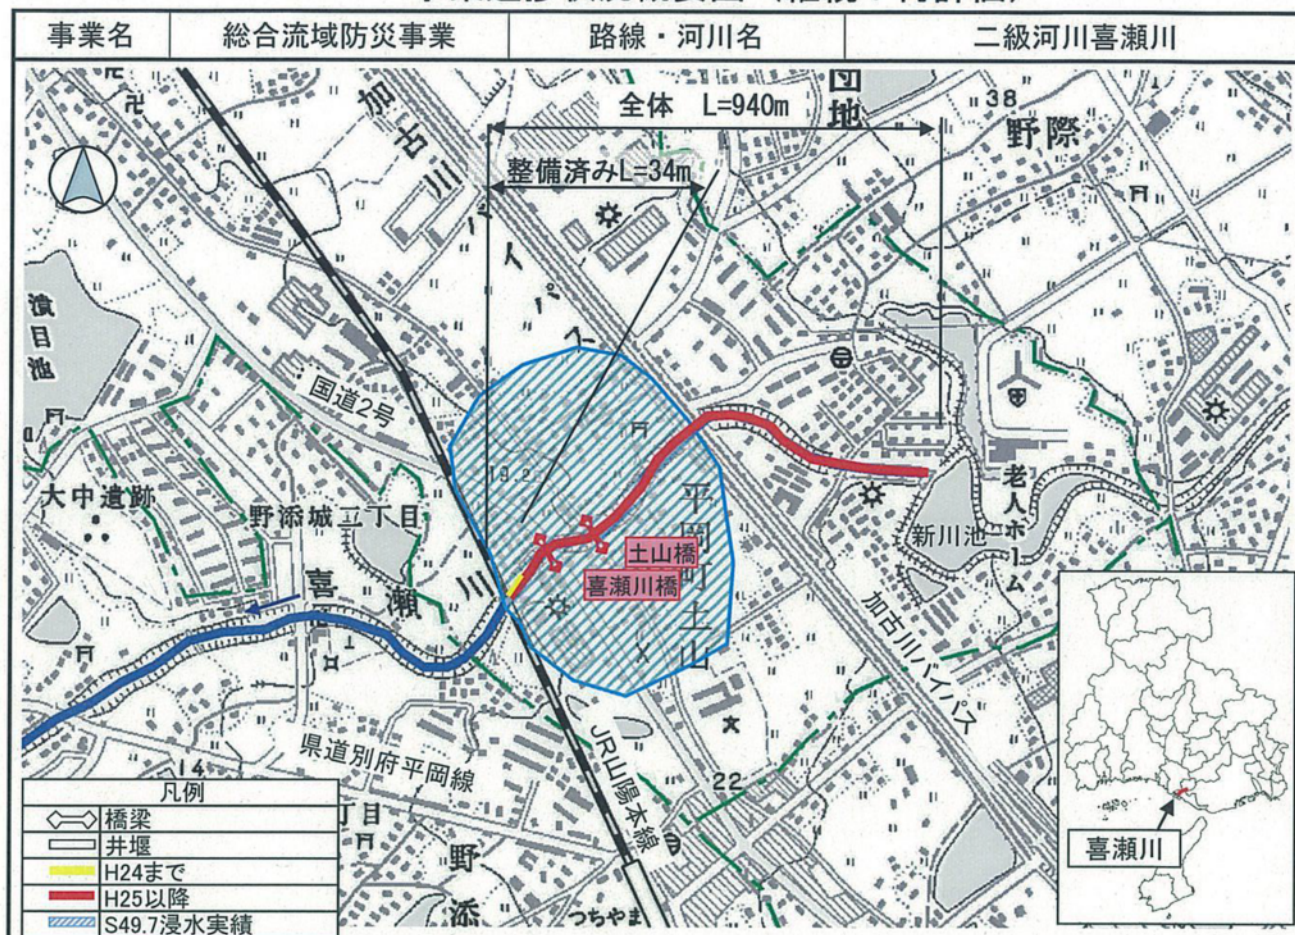 事業名
総合流域防災事業
路線・河川名
二級河川喜瀬川
全体 L=940m
整備済みL=34m
加古川バイパス
団地
38
野際
国道2号
大中遺跡
野添城二丁目
喜瀬川
19.2
土山橋
喜瀬川橋
平岡町土山
新川池
老人ホーム
加古川バイパス
県道別府平岡線
JR山陽本線
14
22
丁目
野添
つちやま
凡例
橋梁
井堰
H24まで
H25以降
S49.7浸水実績
喜瀬川